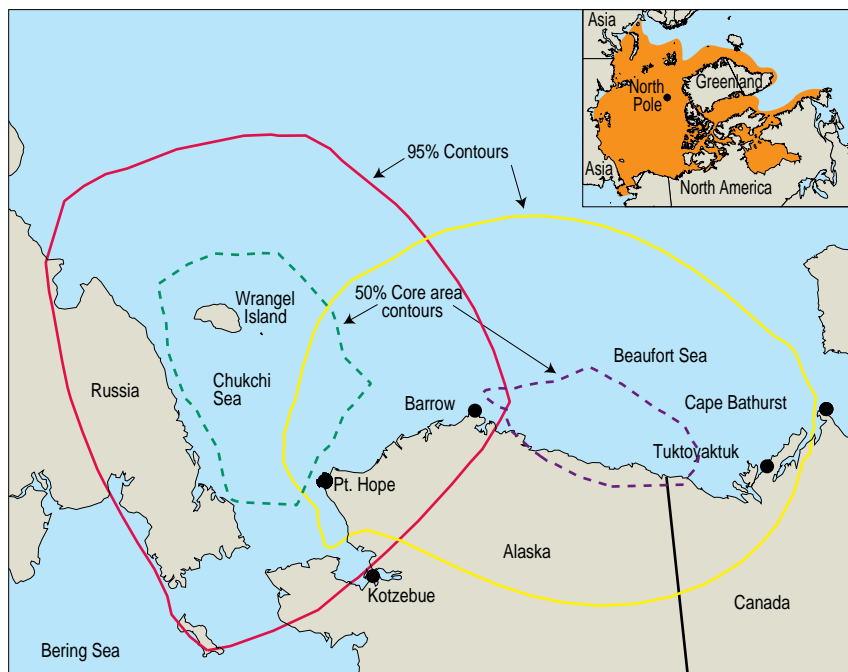 Asia
Greenland
North
Pole
Asia
North America
95% Contours
Wrangel
Island
50% Core area
contours
Beaufort Sea
Russia
Chukchi
Sea
Barrow
Cape Bathurst
Tuktoyaktuk
Pt. Hope
Alaska
Kotzebue
Canada
Bering Sea